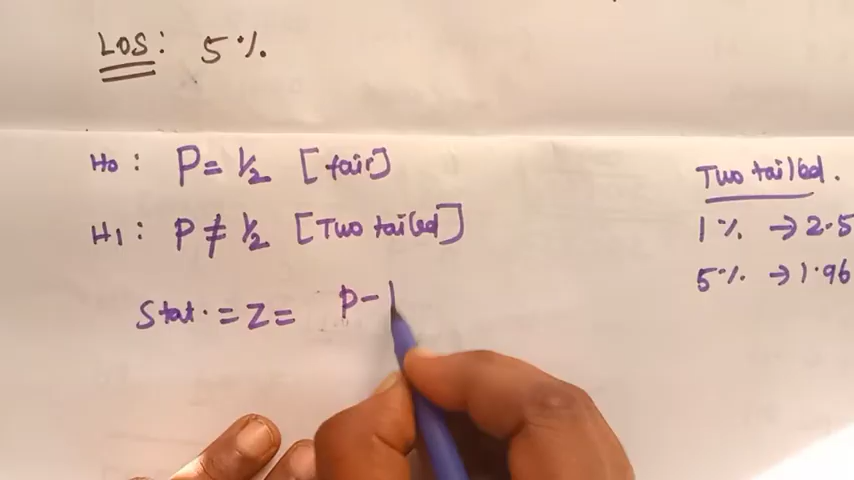 LOS: 5%
H0: P = 1/2 [fair]
H1: P ≠ 1/2 [Two tailed]
Stat. = Z = p -
Two tailed.
1% → 2.5
5% → 1.96